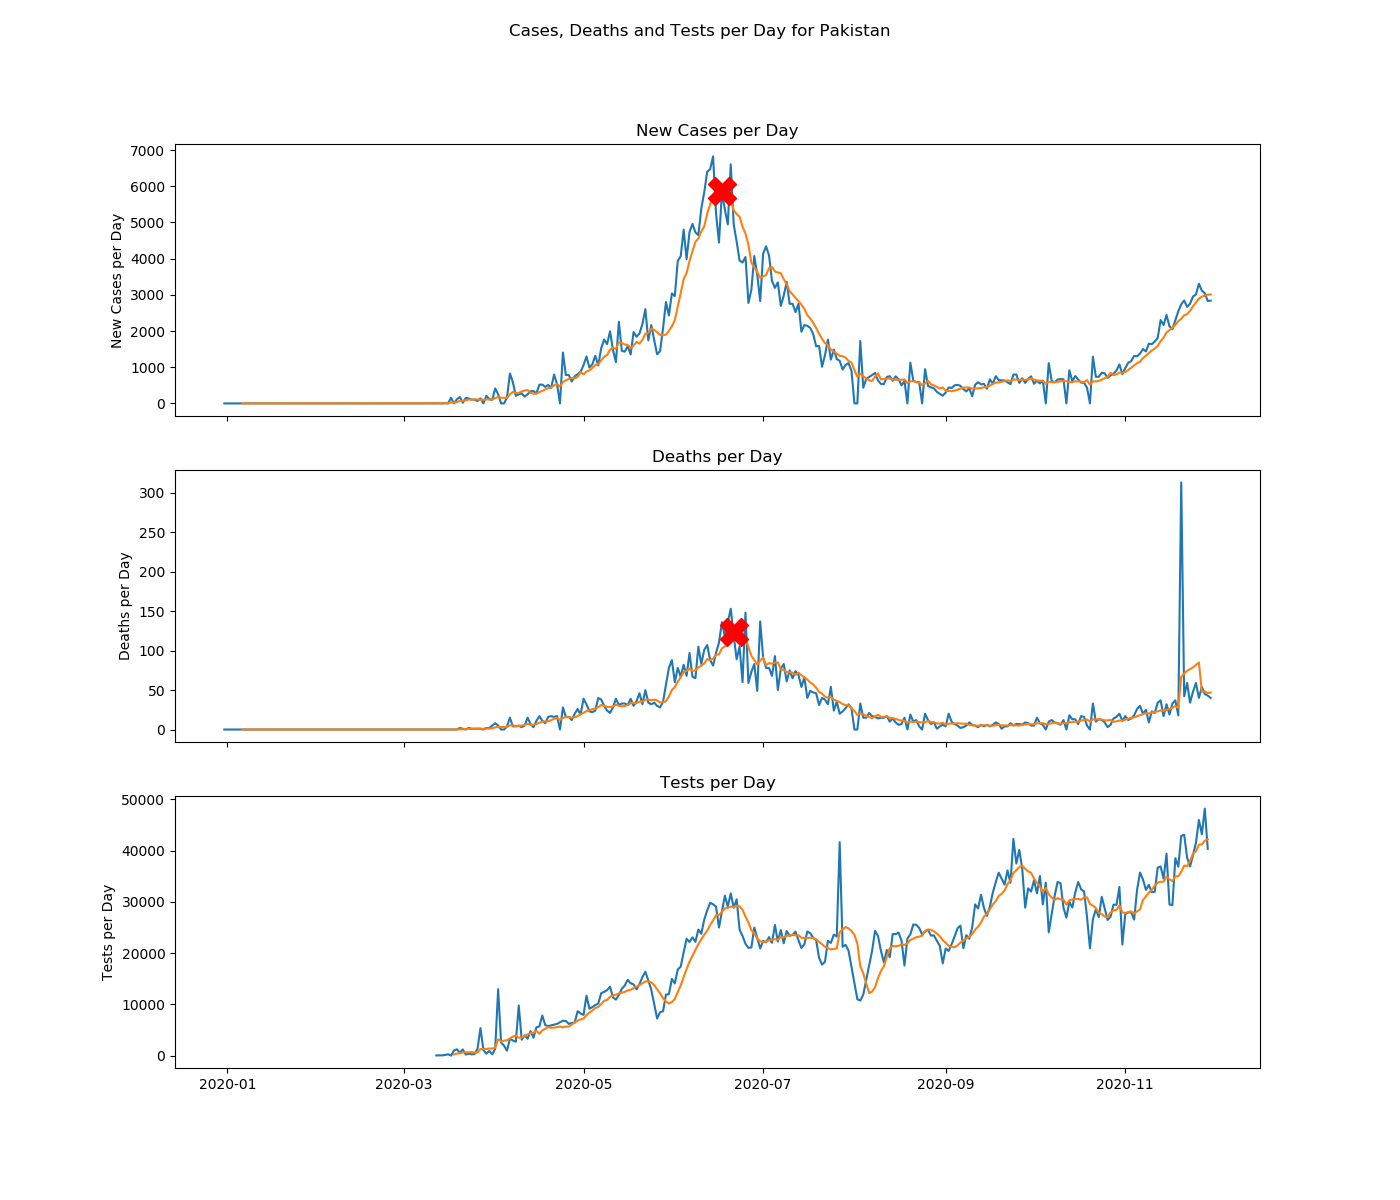 Cases, Deaths and Tests per Day for Pakistan
New Cases per Day
7000
6000
5000
4000
3000
2000
1000
0
New Cases per Day
Deaths per Day
300
250
200
150
100
50
0
Deaths per Day
Tests per Day
50000
40000
30000
20000
10000
0
Tests per Day
2020-01 2020-03 2020-05 2020-07 2020-09 2020-11